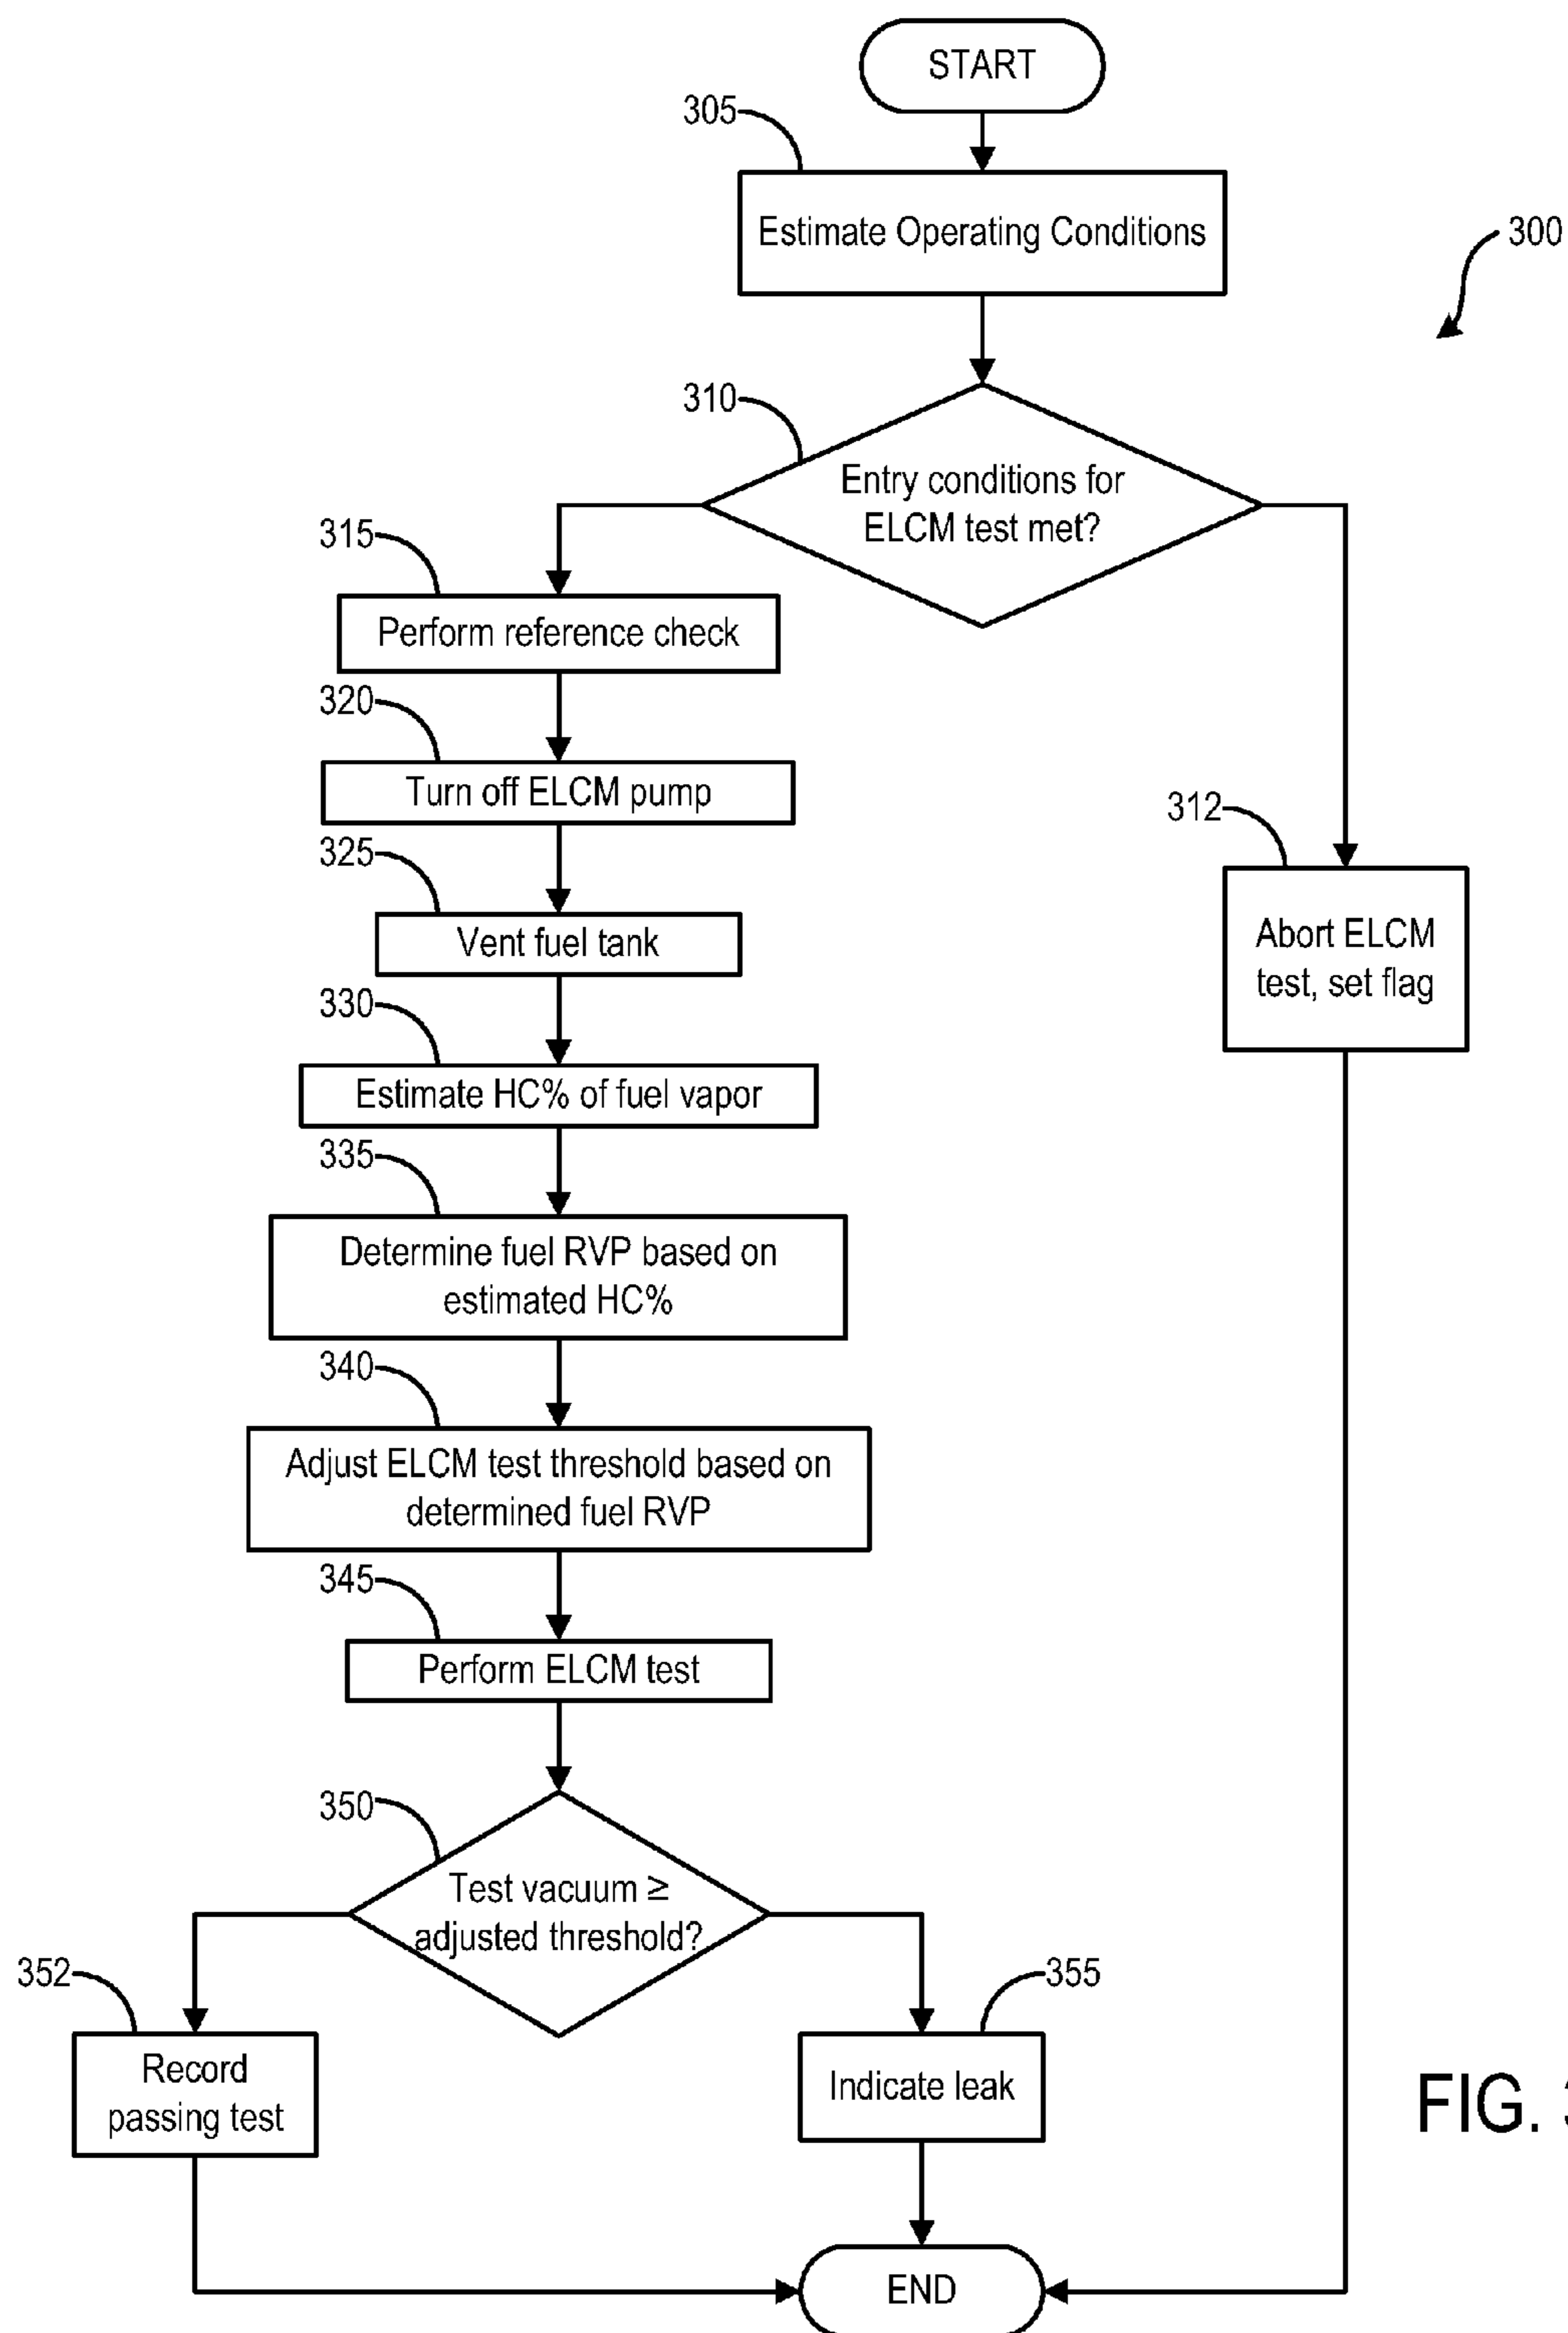 START
305
Estimate Operating Conditions
300
310
Entry conditions for
ELCM test met?
315
Perform reference check
320
Turn off ELCM pump
312
Abort ELCM
test, set flag
325
Vent fuel tank
330
Estimate HC% of fuel vapor
335
Determine fuel RVP based on
estimated HC%
340
Adjust ELCM test threshold based on
determined fuel RVP
345
Perform ELCM test
350
Test vacuum ≥
adjusted threshold?
352
Record
passing test
355
Indicate leak
FIG.
END